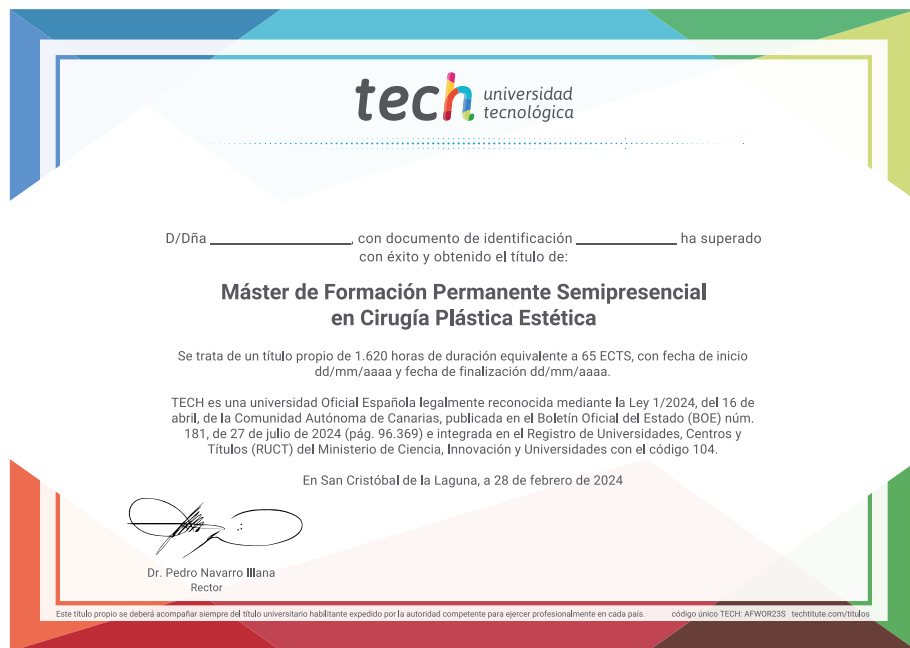 tech universidad
tecnológica
D/Dña ___________________, con documento de identificación ______________ ha superado
con éxito y obtenido el título de:
Máster de Formación Permanente Semipresencial
en Cirugía Plástica Estética
Se trata de un título propio de 1.620 horas de duración equivalente a 65 ECTS, con fecha de inicio
dd/mm/aaaa y fecha de finalización dd/mm/aaaa.
TECH es una universidad Oficial Española legalmente reconocida mediante la Ley 1/2024, del 16 de
abril, de la Comunidad Autónoma de Canarias, publicada en el Boletín Oficial del Estado (BOE) núm.
181, de 27 de julio de 2024 (pág. 96.369) e integrada en el Registro de Universidades, Centros y
Títulos (RUCT) del Ministerio de Ciencia, Innovación y Universidades con el código 104.
En San Cristóbal de la Laguna, a 28 de febrero de 2024
Dr. Pedro Navarro Illana
Rector
Este título propio se deberá acompañar siempre del título universitario habilitante expedido por la autoridad competente para ejercer profesionalmente en cada país. código único TECH: AFWOR23S techtitute.com/titulos